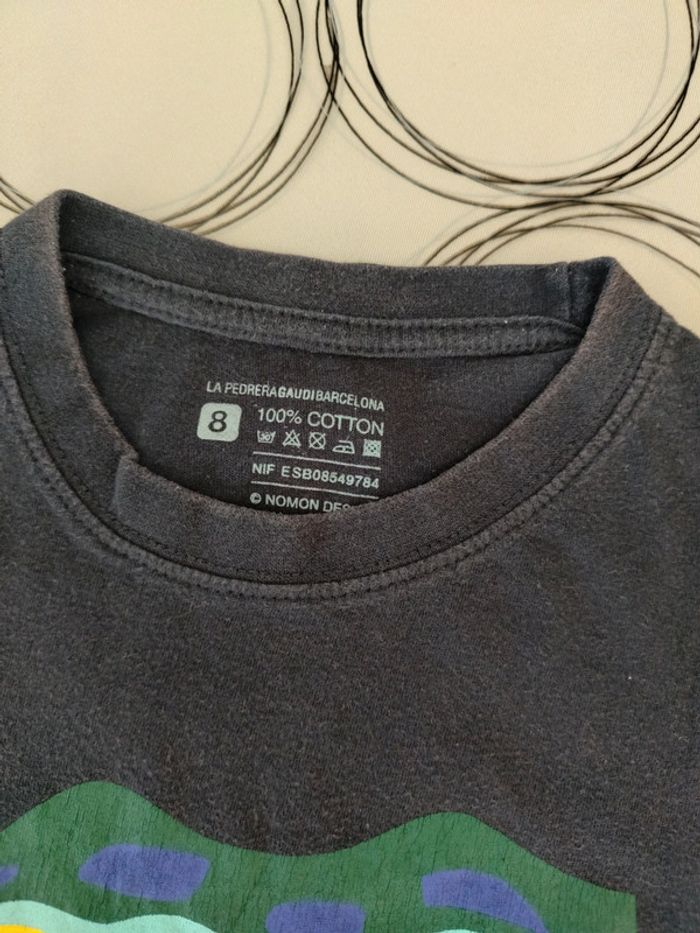 LA PEDRERAGAUDIBARCELONA
8 100% COTTON
NIF ESB08549784
© NOMON